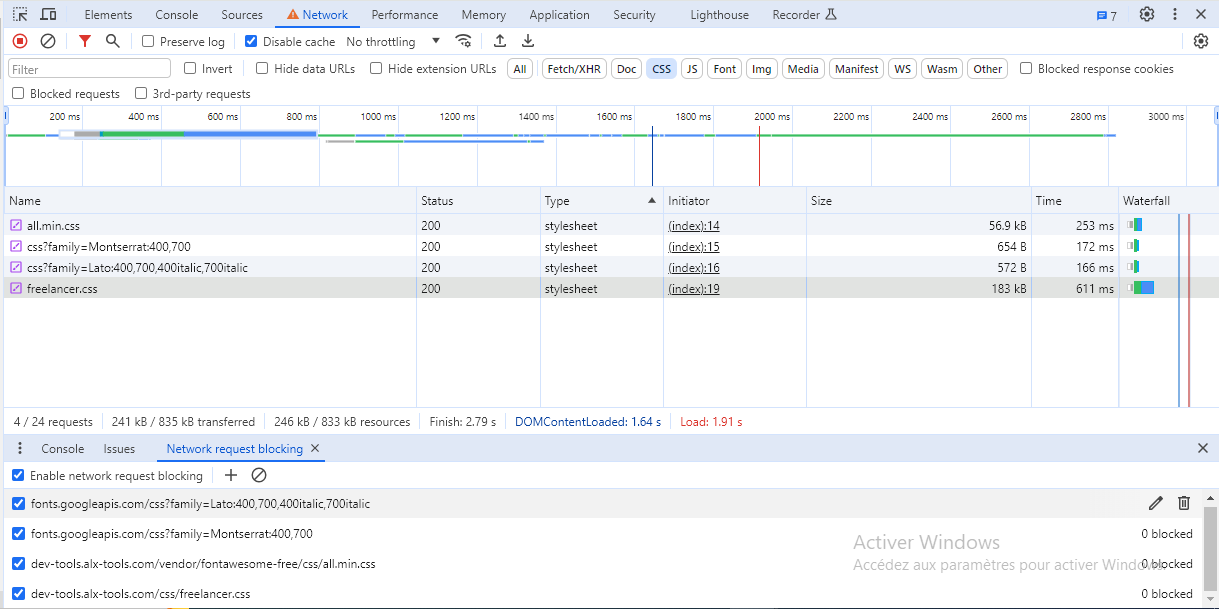 Elements Console Sources Network Performance Memory Application Security Lighthouse Recorder 7
Preserve log Disable cache No throttling
Filter Invert Hide data URLs Hide extension URLs All Fetch/XHR Doc CSS JS Font Img Media Manifest WS Wasm Other Blocked response cookies
Blocked requests 3rd-party requests
200 ms 400 ms 600 ms 800 ms 1000 ms 1200 ms 1400 ms 1600 ms 1800 ms 2000 ms 2200 ms 2400 ms 2600 ms 2800 ms 3000 ms
Name Status Type Initiator Size Time Waterfall
all.min.css 200 stylesheet (index):14 56.9 kB 253 ms
css?family=Montserrat:400,700 200 stylesheet (index):15 654 B 172 ms
css?family=Lato:400,700,400italic,700italic 200 stylesheet (index):16 572 B 166 ms
freelancer.css 200 stylesheet (index):19 183 kB 611 ms
4 / 24 requests 241 kB / 835 kB transferred 246 kB / 833 kB resources Finish: 2.79 s DOMContentLoaded: 1.64 s Load: 1.91 s
Console Issues Network request blocking
Enable network request blocking
fonts.googleapis.com/css?family=Lato:400,700,400italic,700italic
fonts.googleapis.com/css?family=Montserrat:400,700 0 blocked
Activer Windows
dev-tools.alx-tools.com/vendor/fontawesome-free/css/all.min.css 0 blocked
Accédez aux paramètres pour activer Windows.
dev-tools.alx-tools.com/css/freelancer.css 0 blocked